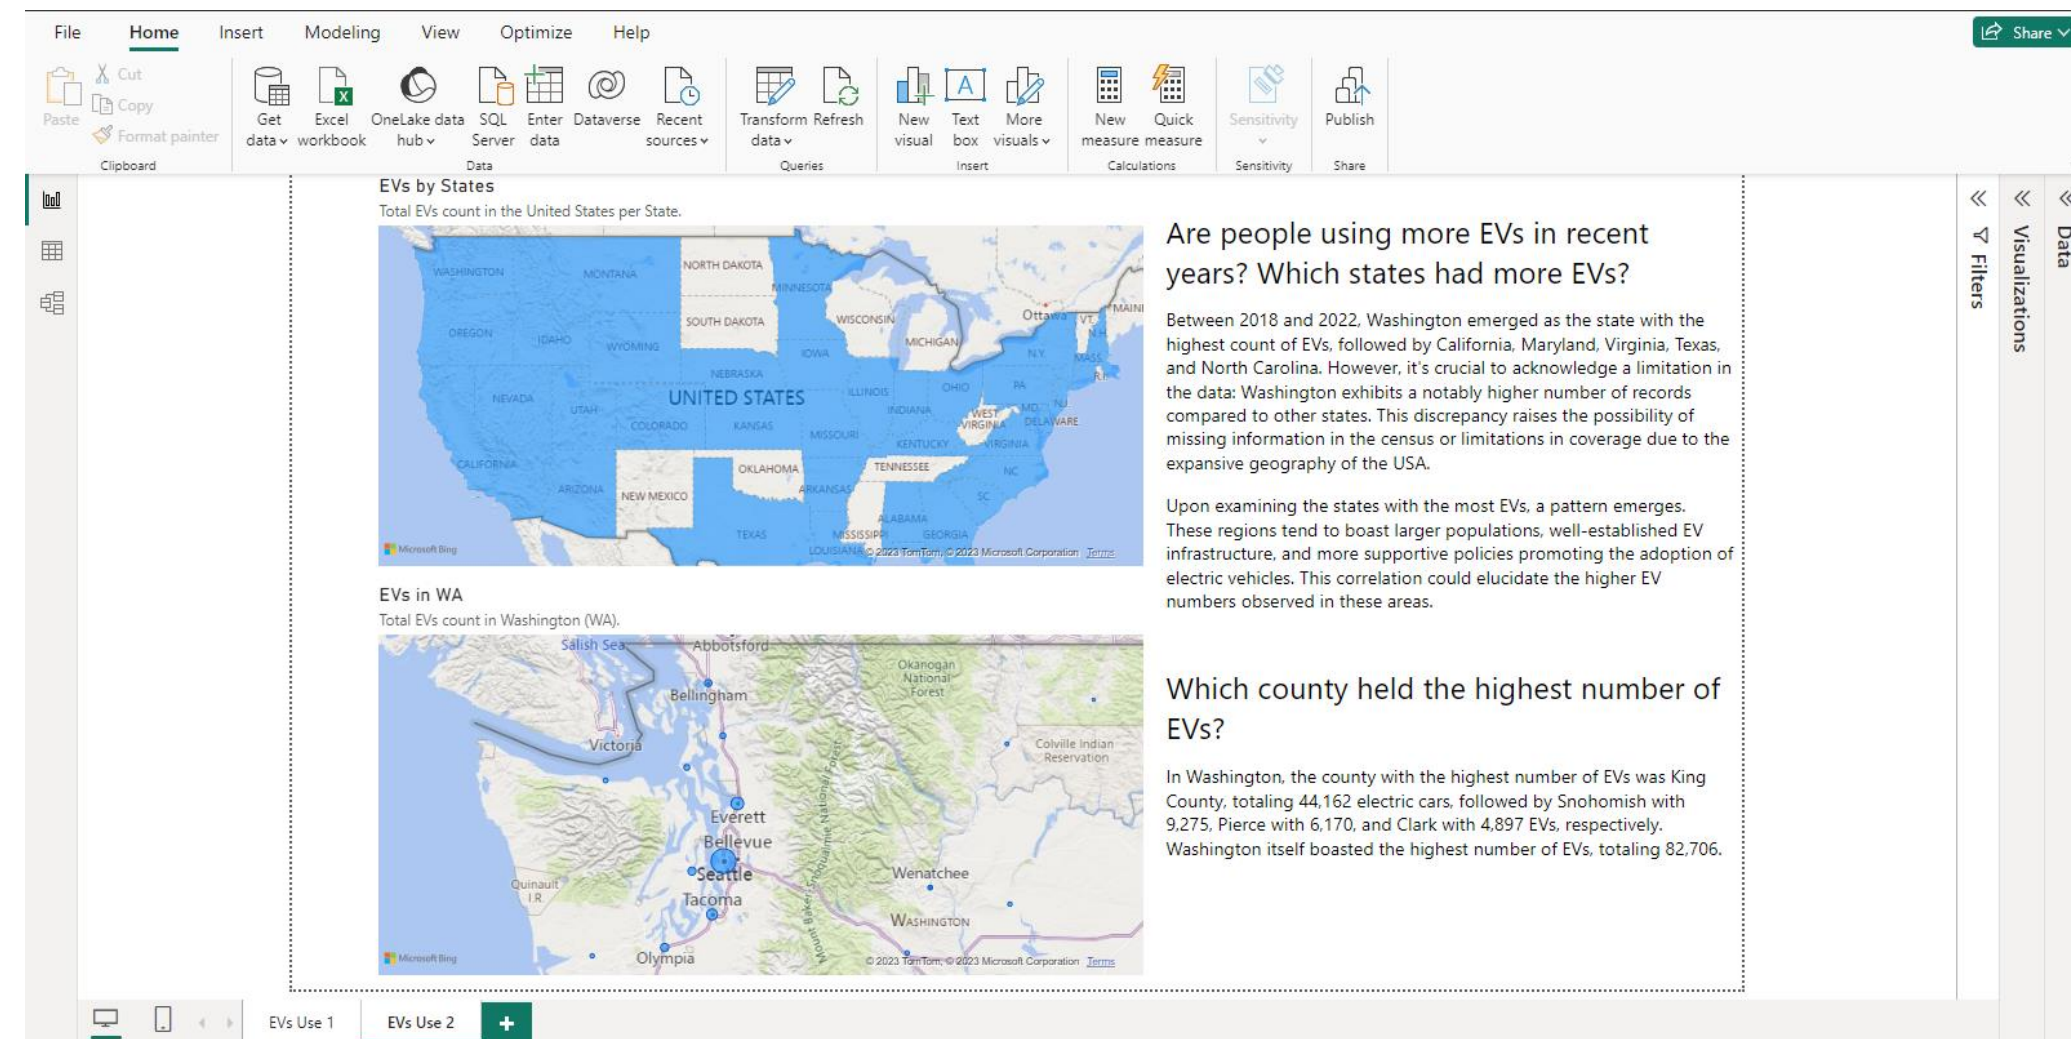 File Home Insert Modeling View Optimize Help
Share
Paste
Cut
Copy
Format painter
Clipboard
Get data
Excel workbook
OneLake data hub
SQL Server
Enter data
Dataverse
Recent sources
Data
Transform data
Refresh
Queries
New visual
Text box
More visuals
Insert
New measure
Quick measure
Calculations
Sensitivity
Sensitivity
Publish
Share
EVs by States
Total EVs count in the United States per State.
WASHINGTON
MONTANA
NORTH DAKOTA
MINNESOTA
OREGON
IDAHO
WYOMING
SOUTH DAKOTA
WISCONSIN
MICHIGAN
Ottawa
VT.
MAIN
N.H.
IOWA
N.Y.
MASS.
R.I.
NEBRASKA
NEVADA
UTAH
UNITED STATES
ILLINOIS
INDIANA
OHIO
PA
N.J.
MD.
DELAWARE
WEST VIRGINIA
COLORADO
KANSAS
MISSOURI
KENTUCKY
VIRGINIA
CALIFORNIA
OKLAHOMA
TENNESSEE
NC
ARIZONA
NEW MEXICO
ARKANSAS
SC
ALABAMA
TEXAS
MISSISSIPPI
GEORGIA
LOUISIANA
Microsoft Bing
© 2023 TomTom, © 2023 Microsoft Corporation Terms
EVs in WA
Total EVs count in Washington (WA).
Salish Sea
Abbotsford
Okanogan National Forest
Bellingham
Victoria
Colville Indian Reservation
Everett
Bellevue
Seattle
Quinault I.R.
Tacoma
Mount Baker-Snoqualmie National Forest
Wenatchee
WASHINGTON
Olympia
Microsoft Bing
© 2023 TomTom, © 2023 Microsoft Corporation Terms
Are people using more EVs in recent
years? Which states had more EVs?
Between 2018 and 2022, Washington emerged as the state with the
highest count of EVs, followed by California, Maryland, Virginia, Texas,
and North Carolina. However, it's crucial to acknowledge a limitation in
the data: Washington exhibits a notably higher number of records
compared to other states. This discrepancy raises the possibility of
missing information in the census or limitations in coverage due to the
expansive geography of the USA.
Upon examining the states with the most EVs, a pattern emerges.
These regions tend to boast larger populations, well-established EV
infrastructure, and more supportive policies promoting the adoption of
electric vehicles. This correlation could elucidate the higher EV
numbers observed in these areas.
Which county held the highest number of
EVs?
In Washington, the county with the highest number of EVs was King
County, totaling 44,162 electric cars, followed by Snohomish with
9,275, Pierce with 6,170, and Clark with 4,897 EVs, respectively.
Washington itself boasted the highest number of EVs, totaling 82,706.
Filters
Visualizations
Data
EVs Use 1
EVs Use 2
+